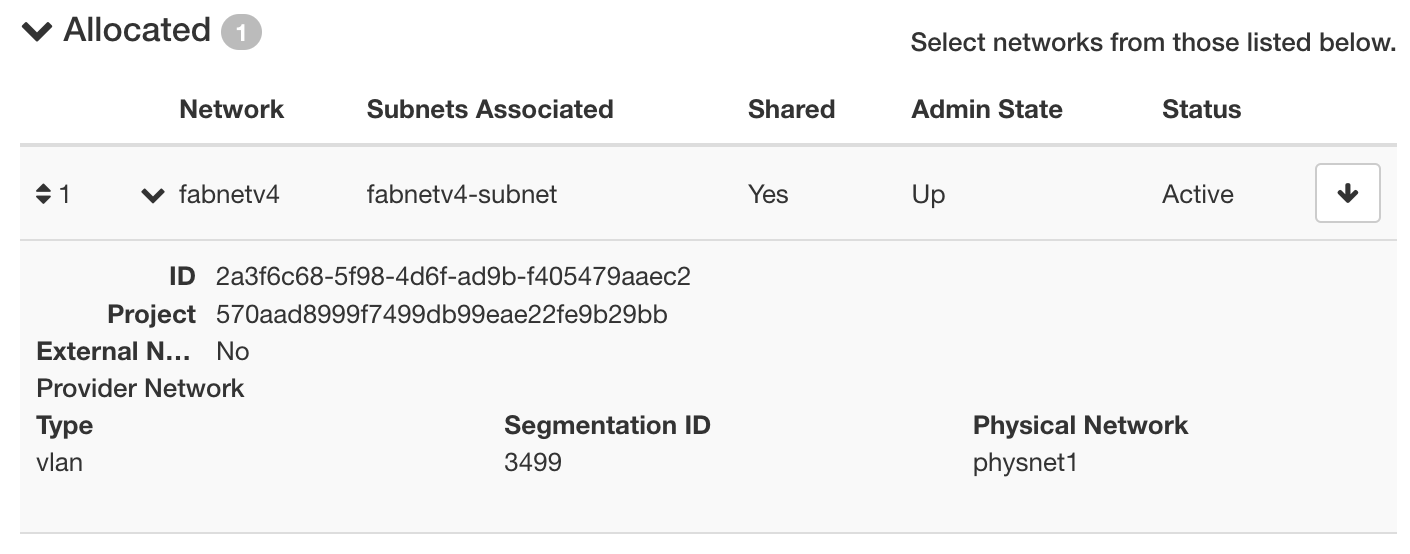 Allocated 1
Select networks from those listed below.
Network Subnets Associated Shared Admin State Status
1 fabnetv4 fabnetv4-subnet Yes Up Active
ID 2a3f6c68-5f98-4d6f-ad9b-f405479aaec2
Project 570aad8999f7499db99eae22fe9b29bb
External N... No
Provider Network
Type Segmentation ID Physical Network
vlan 3499 physnet1